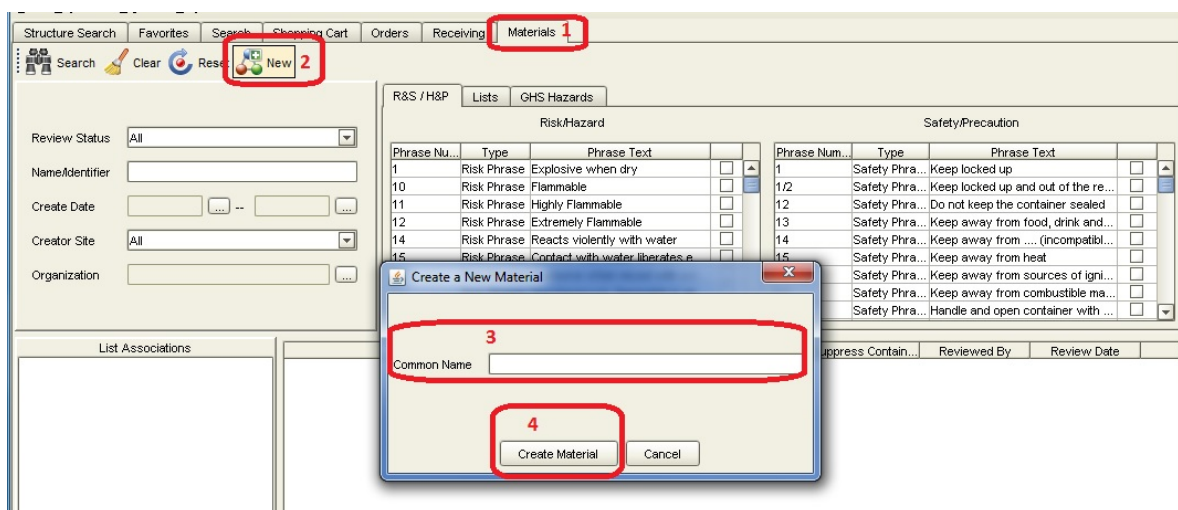 Structure Search Favorites Search Shopping Cart Orders Receiving Materials 1
Search Clear Reset New 2
R&S / H&P Lists GHS Hazards
Risk/Hazard Safety/Precaution
Review Status All
Phrase Nu... Type Phrase Text Phrase Num... Type Phrase Text
1 Risk Phrase Explosive when dry 1 Safety Phra... Keep locked up
Name/Identifier
10 Risk Phrase Flammable 1/2 Safety Phra... Keep locked up and out of the re...
11 Risk Phrase Highly Flammable 12 Safety Phra... Do not keep the container sealed
Create Date ... -- ...
12 Risk Phrase Extremely Flammable 13 Safety Phra... Keep away from food, drink and...
14 Risk Phrase Reacts violently with water 14 Safety Phra... Keep away from .... (incompatibl...
Creator Site All
15 Risk Phrase Contact with water liberates e 15 Safety Phra... Keep away from heat
Organization ...
Create a New Material
Safety Phra... Keep away from sources of igni...
Safety Phra... Keep away from combustible ma...
Safety Phra... Handle and open container with ...
3
List Associations
uppress Contain... Reviewed By Review Date
Common Name
4
Create Material Cancel